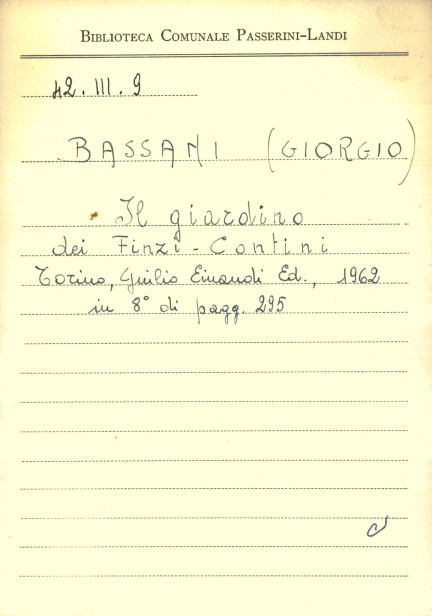 BIBLIOTECA COMUNALE PASSERINI-LANDI
42. III. 9
BASSANI (GIORGIO)
Il giardino
dei Finzi-Contini
Torino, Giulio Einaudi Ed., 1962
in 8° di pagg. 295